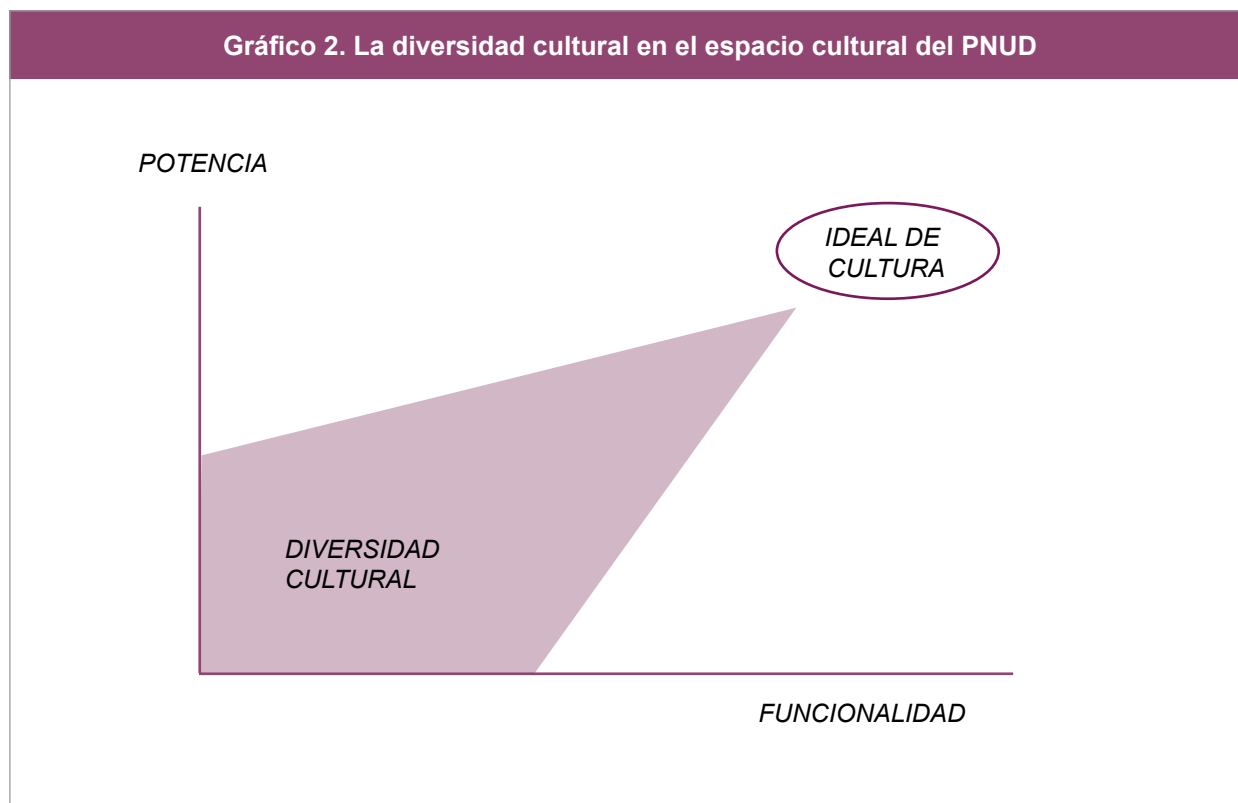 Gráfico 2. La diversidad cultural en el espacio cultural del PNUD
POTENCIA
IDEAL DE
CULTURA
DIVERSIDAD
CULTURAL
FUNCIONALIDAD